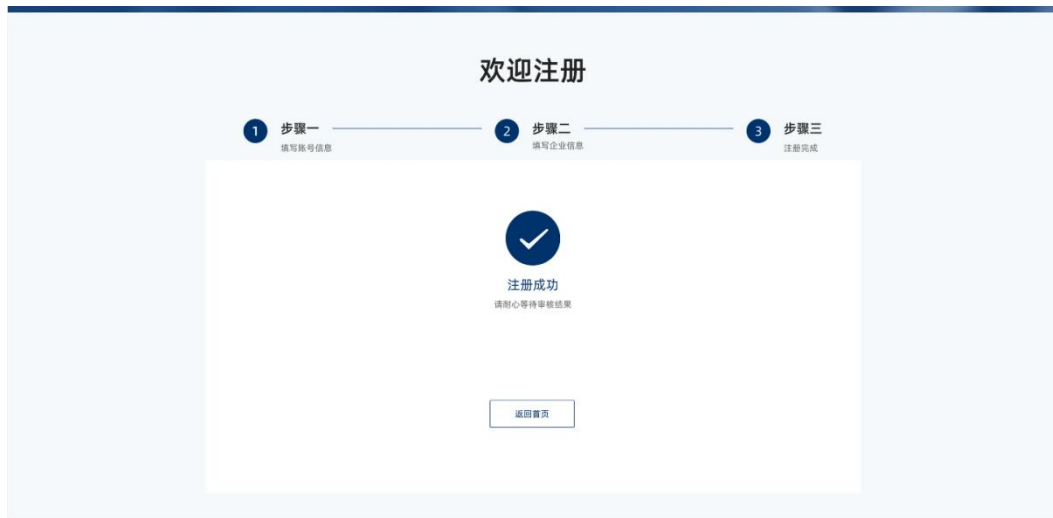 欢迎注册
1 步骤一
填写账号信息
2 步骤二
填写企业信息
3 步骤三
注册完成
注册成功
请耐心等待审核结果
返回首页